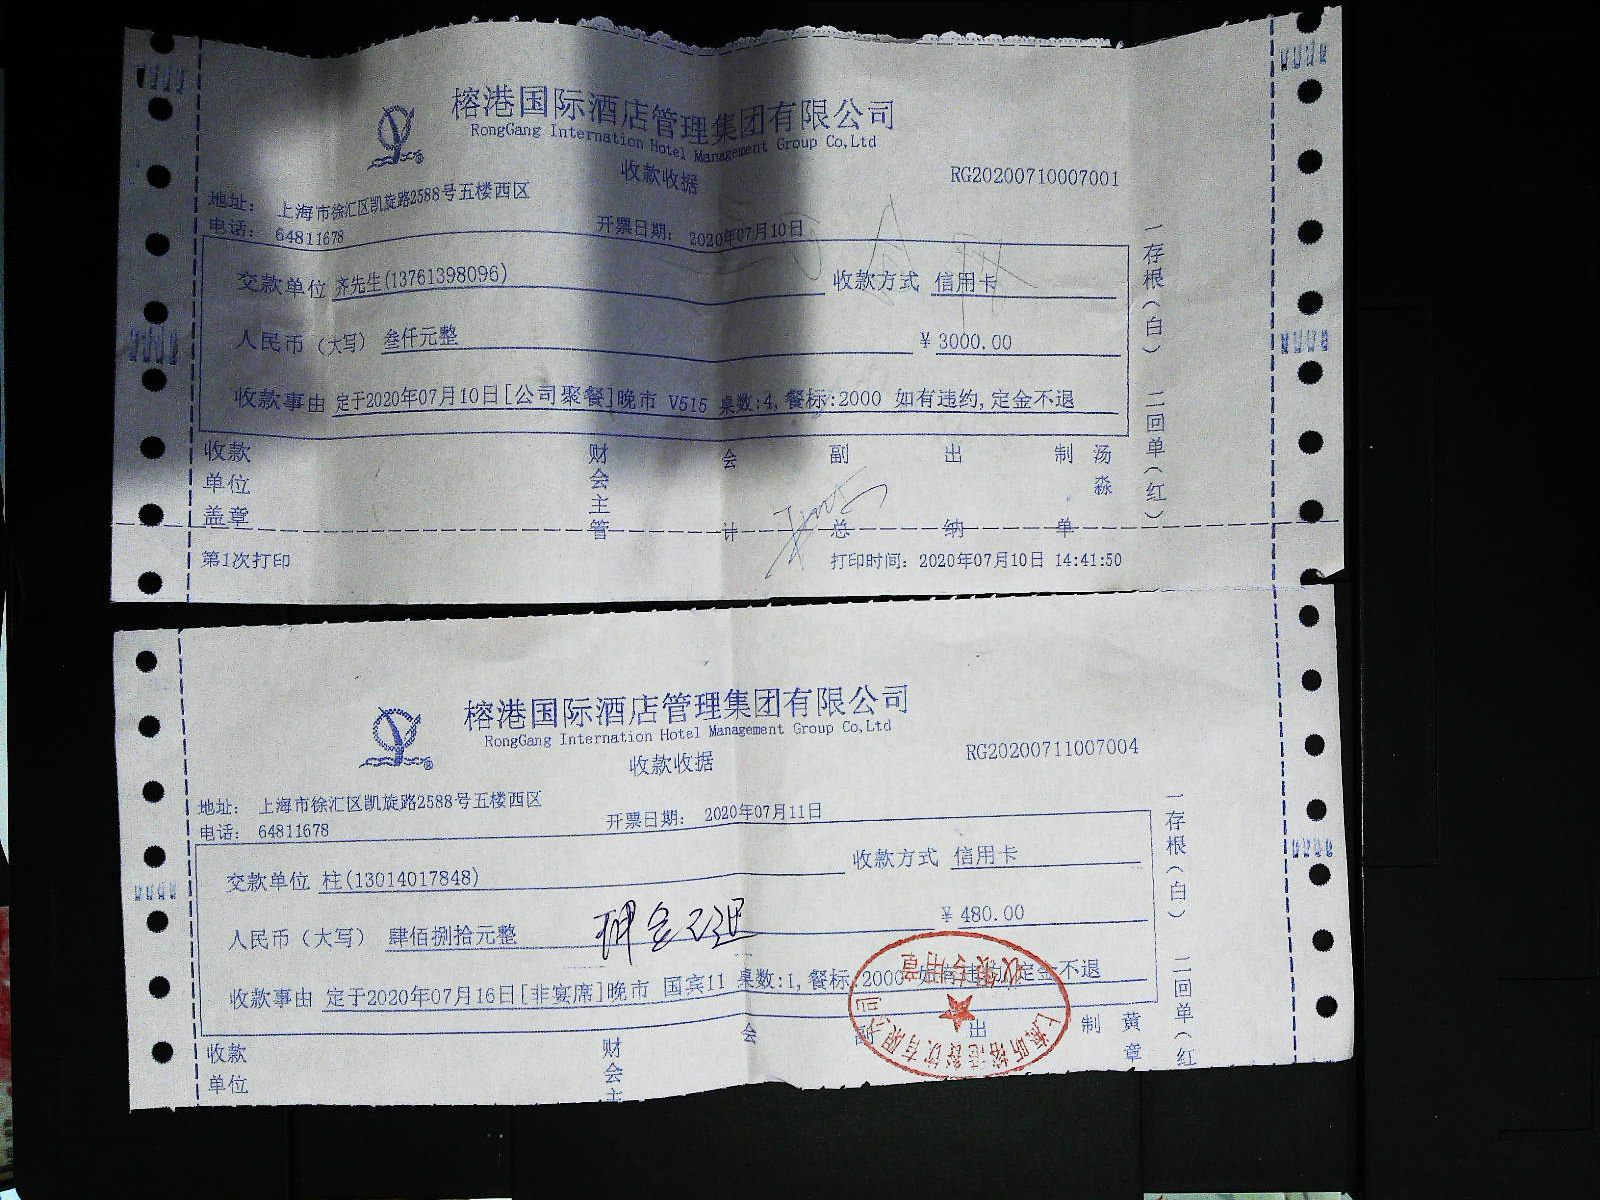 榕港国际酒店管理集团有限公司
RongGang Internation Hotel Management Group Co,Ltd
收款收据
RG20200710007001
地址： 上海市徐汇区凯旋路2588号五楼西区
电话： 64811678
开票日期： 2020年07月10日
交款单位 齐先生(13761398096) 收款方式 信用卡
人民币（大写） 叁仟元整 ￥3000.00
收款事由 定于2020年07月10日[公司聚餐]晚市 V515 桌数:4,餐标:2000 如有违约,定金不退
收款单位盖章 财会主管 会计 副总 出纳 制单 汤淼
一存根（白） 二回单（红）
第1次打印
打印时间：2020年07月10日 14:41:50
榕港国际酒店管理集团有限公司
RongGang Internation Hotel Management Group Co,Ltd
收款收据
RG20200711007004
地址： 上海市徐汇区凯旋路2588号五楼西区
电话： 64811678
开票日期： 2020年07月11日
交款单位 柱(13014017848) 收款方式 信用卡
人民币（大写） 肆佰捌拾元整 ￥480.00
押金已退
收款事由 定于2020年07月16日[非宴席]晚市 国宾11 桌数:1,餐标:2000 如有违约,定金不退
收款单位 财会主 会 副 出 制 黄章
一存根（白） 二回单（红